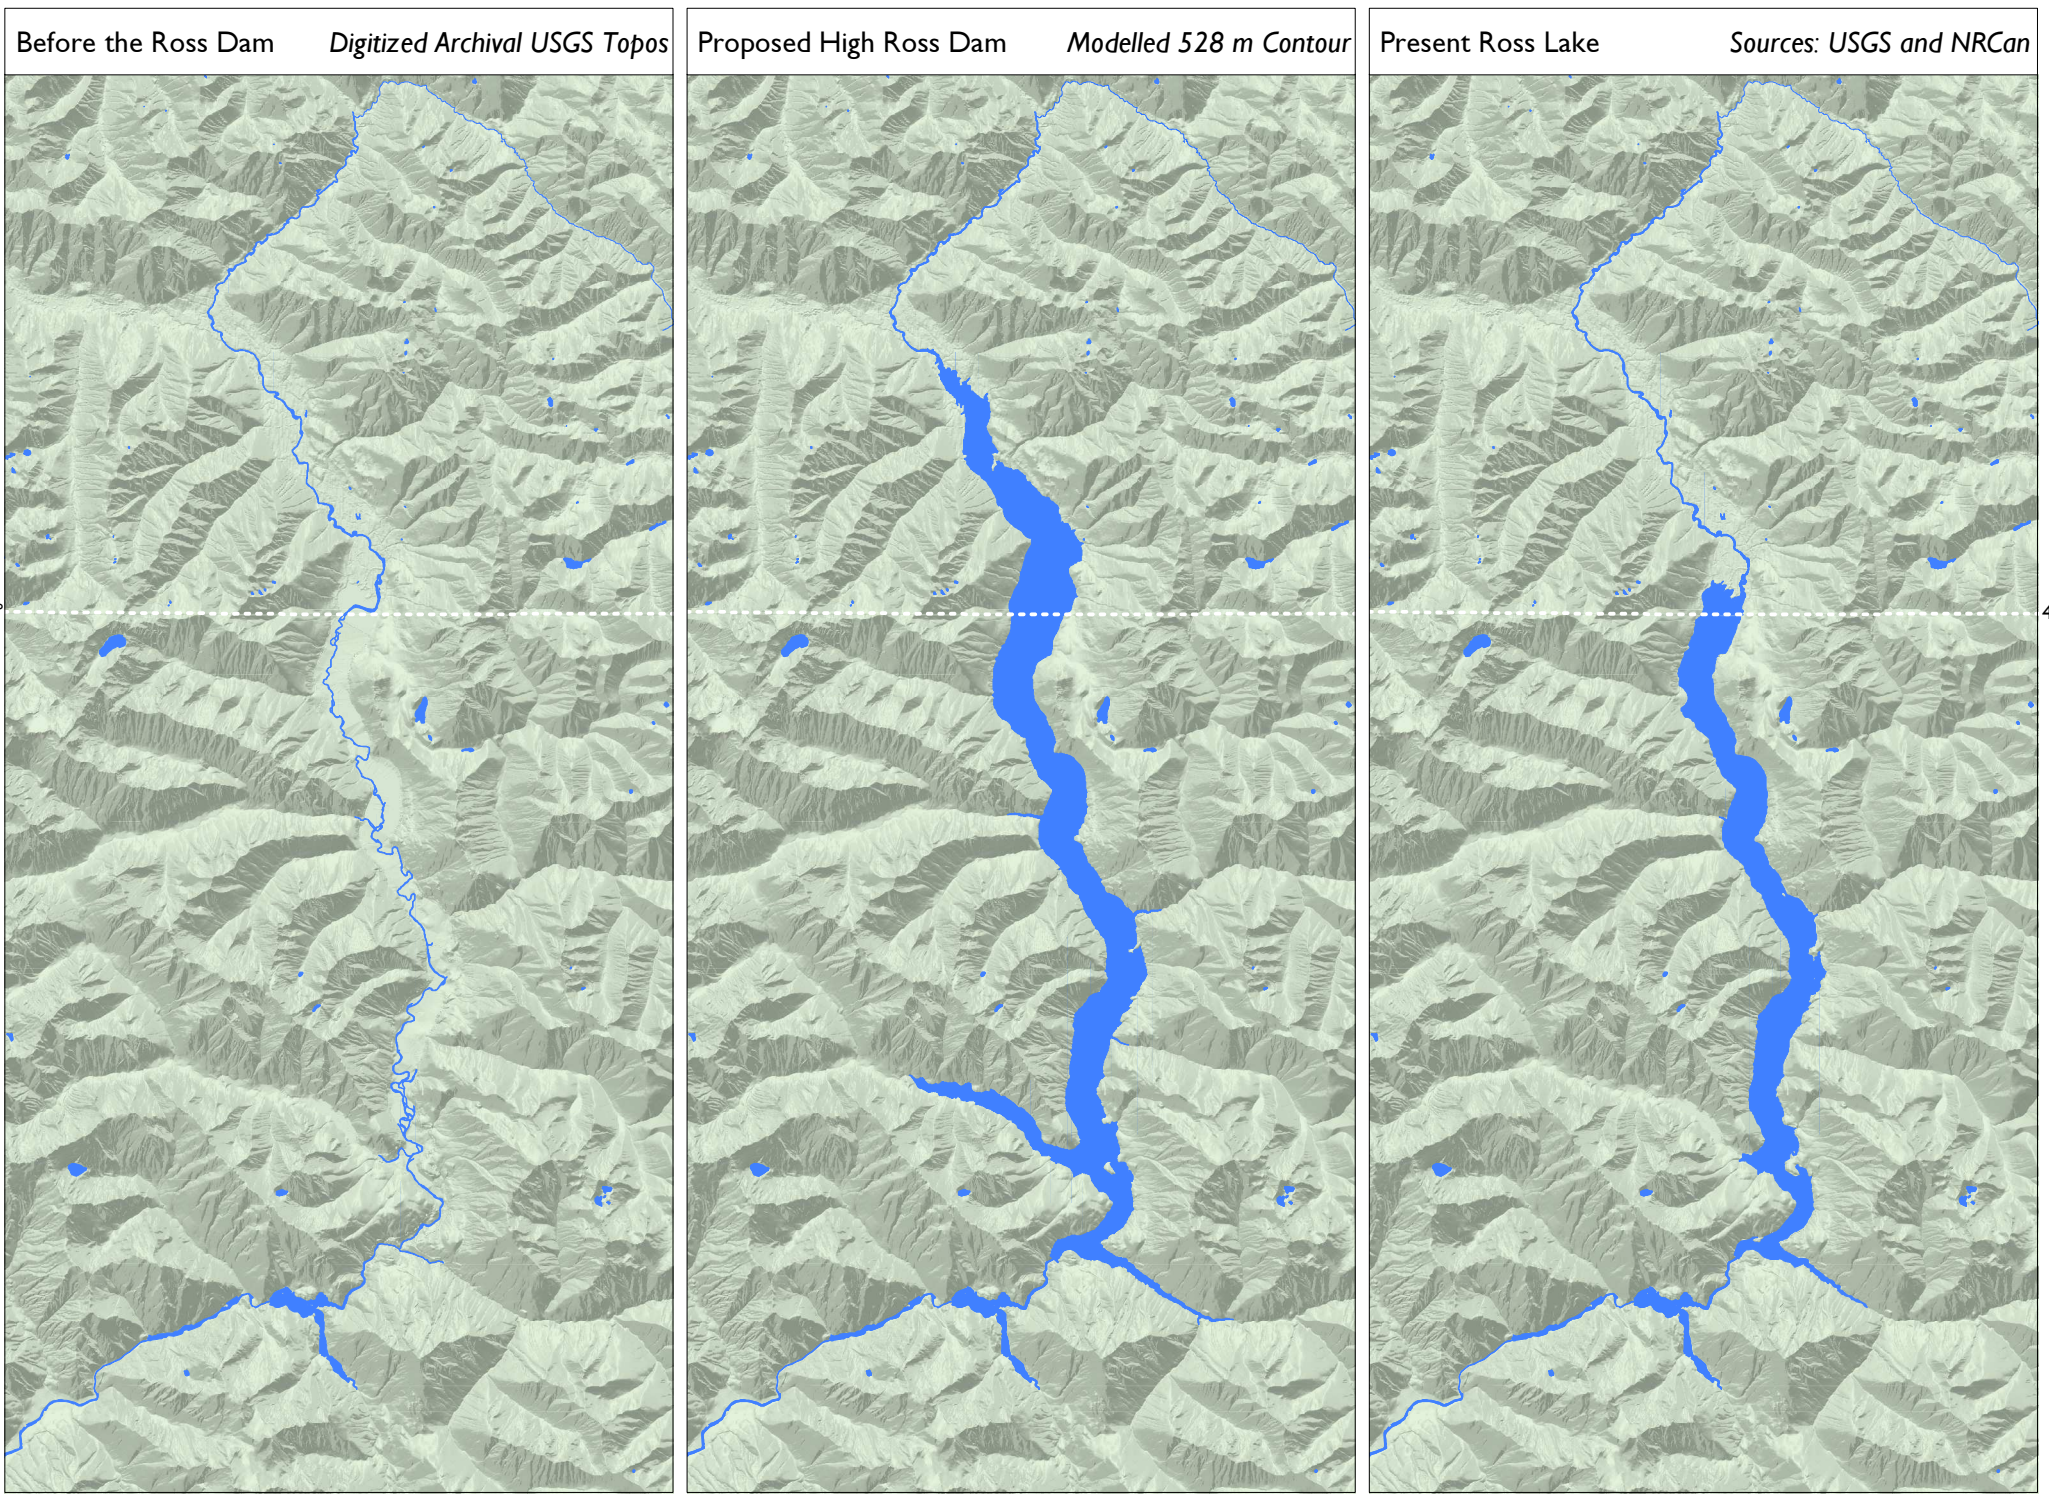 Before the Ross Dam Digitized Archival USGS Topos
Proposed High Ross Dam Modelled 528 m Contour
Present Ross Lake Sources: USGS and NRCan